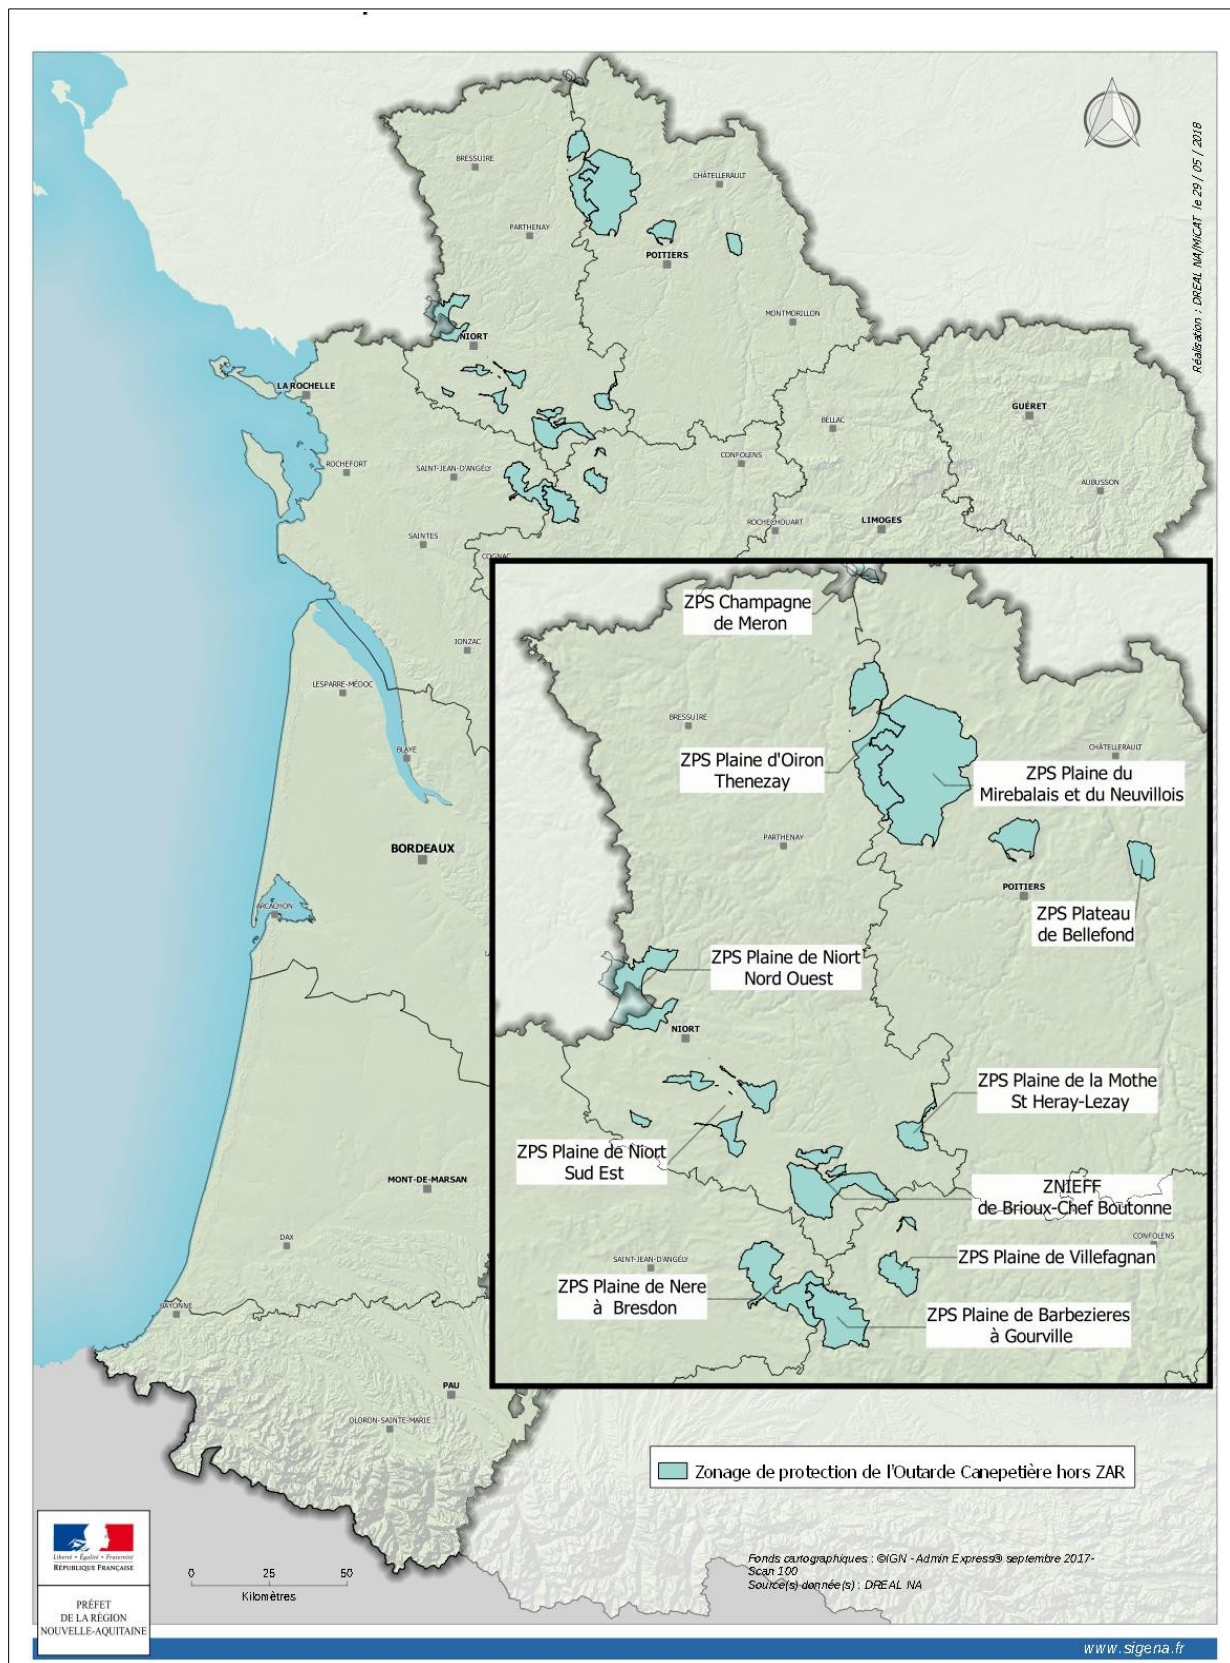 Réalisation : DREAL NA/MiCAT le 29 / 05 / 2018
BRESSUIRE
CHÂTELLERAULT
PARTHENAY
POITIERS
MONTMORILLON
NIORT
LA ROCHELLE
GUÉRET
BELLAC
ROCHEFORT
SAINT-JEAN-D'ANGÉLY
CONFOLENS
AUBUSSON
ROCHECHOUART
LIMOGES
SAINTES
COGNAC
JONZAC
LESPARRE-MÉDOC
BLAYE
BORDEAUX
ARCACHON
MONT-DE-MARSAN
DAX
BAYONNE
PAU
OLORON-SAINTE-MARIE
ZPS Champagne
de Meron
BRESSUIRE
CHÂTELLERAULT
ZPS Plaine d'Oiron
Thenezay
ZPS Plaine du
Mirebalais et du Neuvillois
PARTHENAY
POITIERS
ZPS Plateau
de Bellefond
ZPS Plaine de Niort
Nord Ouest
NIORT
ZPS Plaine de la Mothe
St Heray-Lezay
ZPS Plaine de Niort
Sud Est
ZNIEFF
de Brioux-Chef Boutonne
CONFOLENS
SAINT-JEAN-D'ANGÉLY
ZPS Plaine de Villefagnan
ZPS Plaine de Nere
à Bresdon
ZPS Plaine de Barbezieres
à Gourville
Zonage de protection de l'Outarde Canepetière hors ZAR
Liberté • Égalité • Fraternité
RÉPUBLIQUE FRANÇAISE
PRÉFET
DE LA RÉGION
NOUVELLE-AQUITAINE
0 25 50
Kilomètres
Fonds cartographiques : ©IGN - Admin Express® septembre 2017-
Scan 100
Source(s) donnée(s) : DREAL NA
www.sigena.fr